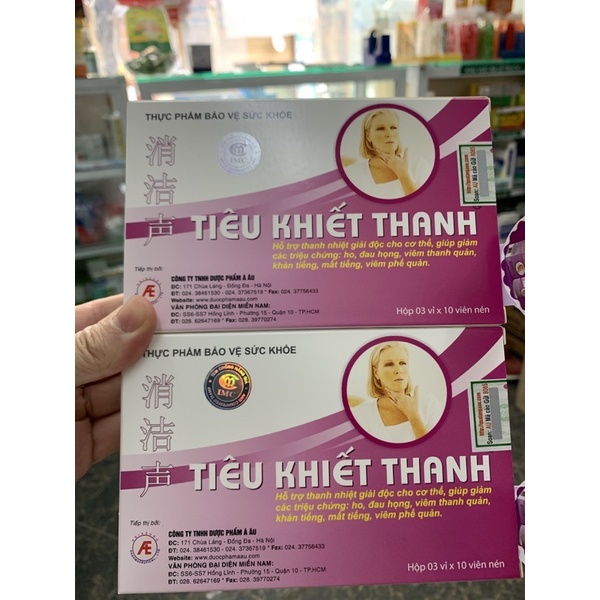 THỰC PHẨM BẢO VỆ SỨC KHỎE
消洁声
IMC
TIÊU KHIẾT THANH
Hỗ trợ thanh nhiệt giải độc cho cơ thể, giúp giảm
các triệu chứng: ho, đau họng, viêm thanh quản,
khản tiếng, mất tiếng, viêm phế quản.
Tiếp thị bởi:
AE
CÔNG TY TNHH DƯỢC PHẨM Á ÂU
ĐC: 171 Chùa Láng - Đống Đa - Hà Nội
ĐT: 024. 38461530 - 024. 37367519 * Fax: 024. 37756433
Website: www.duocphamaau.com
VĂN PHÒNG ĐẠI DIỆN MIỀN NAM:
ĐC: SS6-SS7 Hồng Lĩnh - Phường 15 - Quận 10 - TP.HCM
ĐT: 028. 62647169 * Fax: 028. 39770274
Hộp 03 vỉ x 10 viên nén
THỰC PHẨM BẢO VỆ SỨC KHỎE
消洁声
IMC
TIÊU KHIẾT THANH
Hỗ trợ thanh nhiệt giải độc cho cơ thể, giúp giảm
các triệu chứng: ho, đau họng, viêm thanh quản,
khản tiếng, mất tiếng, viêm phế quản.
Tiếp thị bởi:
AE
CÔNG TY TNHH DƯỢC PHẨM Á ÂU
ĐC: 171 Chùa Láng - Đống Đa - Hà Nội
ĐT: 024. 38461530 - 024. 37367519 * Fax: 024. 37756433
Website: www.duocphamaau.com
VĂN PHÒNG ĐẠI DIỆN MIỀN NAM:
ĐC: SS6-SS7 Hồng Lĩnh - Phường 15 - Quận 10 - TP.HCM
ĐT: 028. 62647169 * Fax: 028. 39770274
Hộp 03 vỉ x 10 viên nén